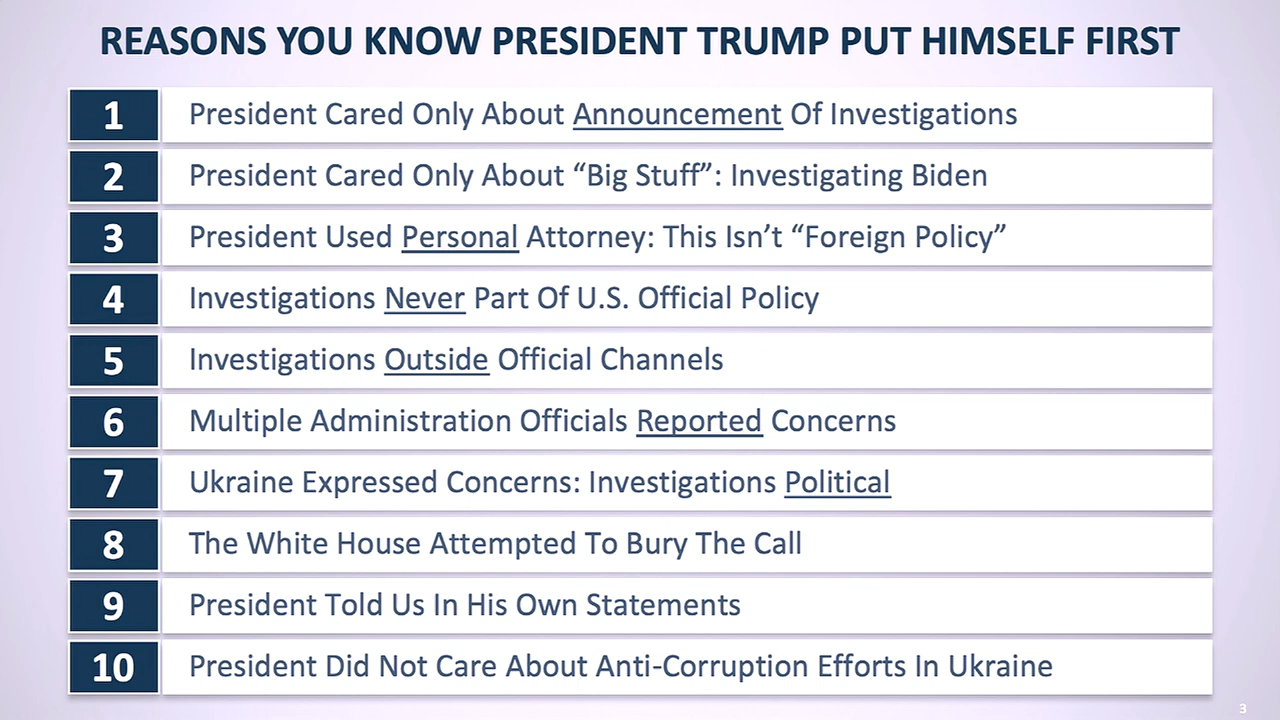 REASONS YOU KNOW PRESIDENT TRUMP PUT HIMSELF FIRST
1 President Cared Only About Announcement Of Investigations
2 President Cared Only About “Big Stuff”: Investigating Biden
3 President Used Personal Attorney: This Isn’t “Foreign Policy”
4 Investigations Never Part Of U.S. Official Policy
5 Investigations Outside Official Channels
6 Multiple Administration Officials Reported Concerns
7 Ukraine Expressed Concerns: Investigations Political
8 The White House Attempted To Bury The Call
9 President Told Us In His Own Statements
10 President Did Not Care About Anti-Corruption Efforts In Ukraine
3